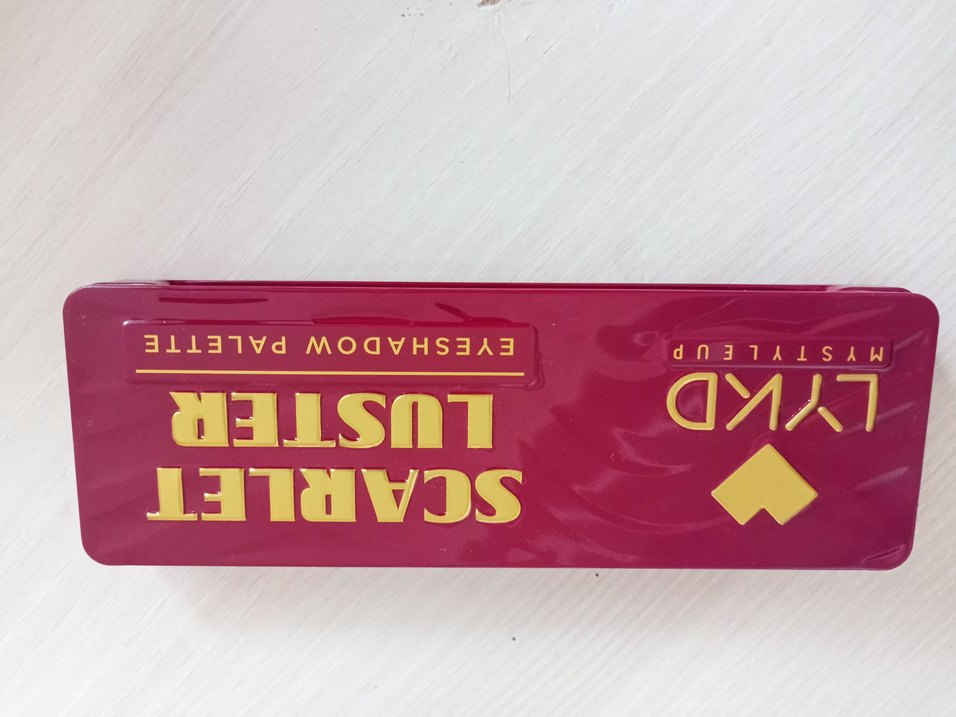 LYKD
MYSTYLEUP
SCARLET
LUSTER
EYESHADOW PALETTE